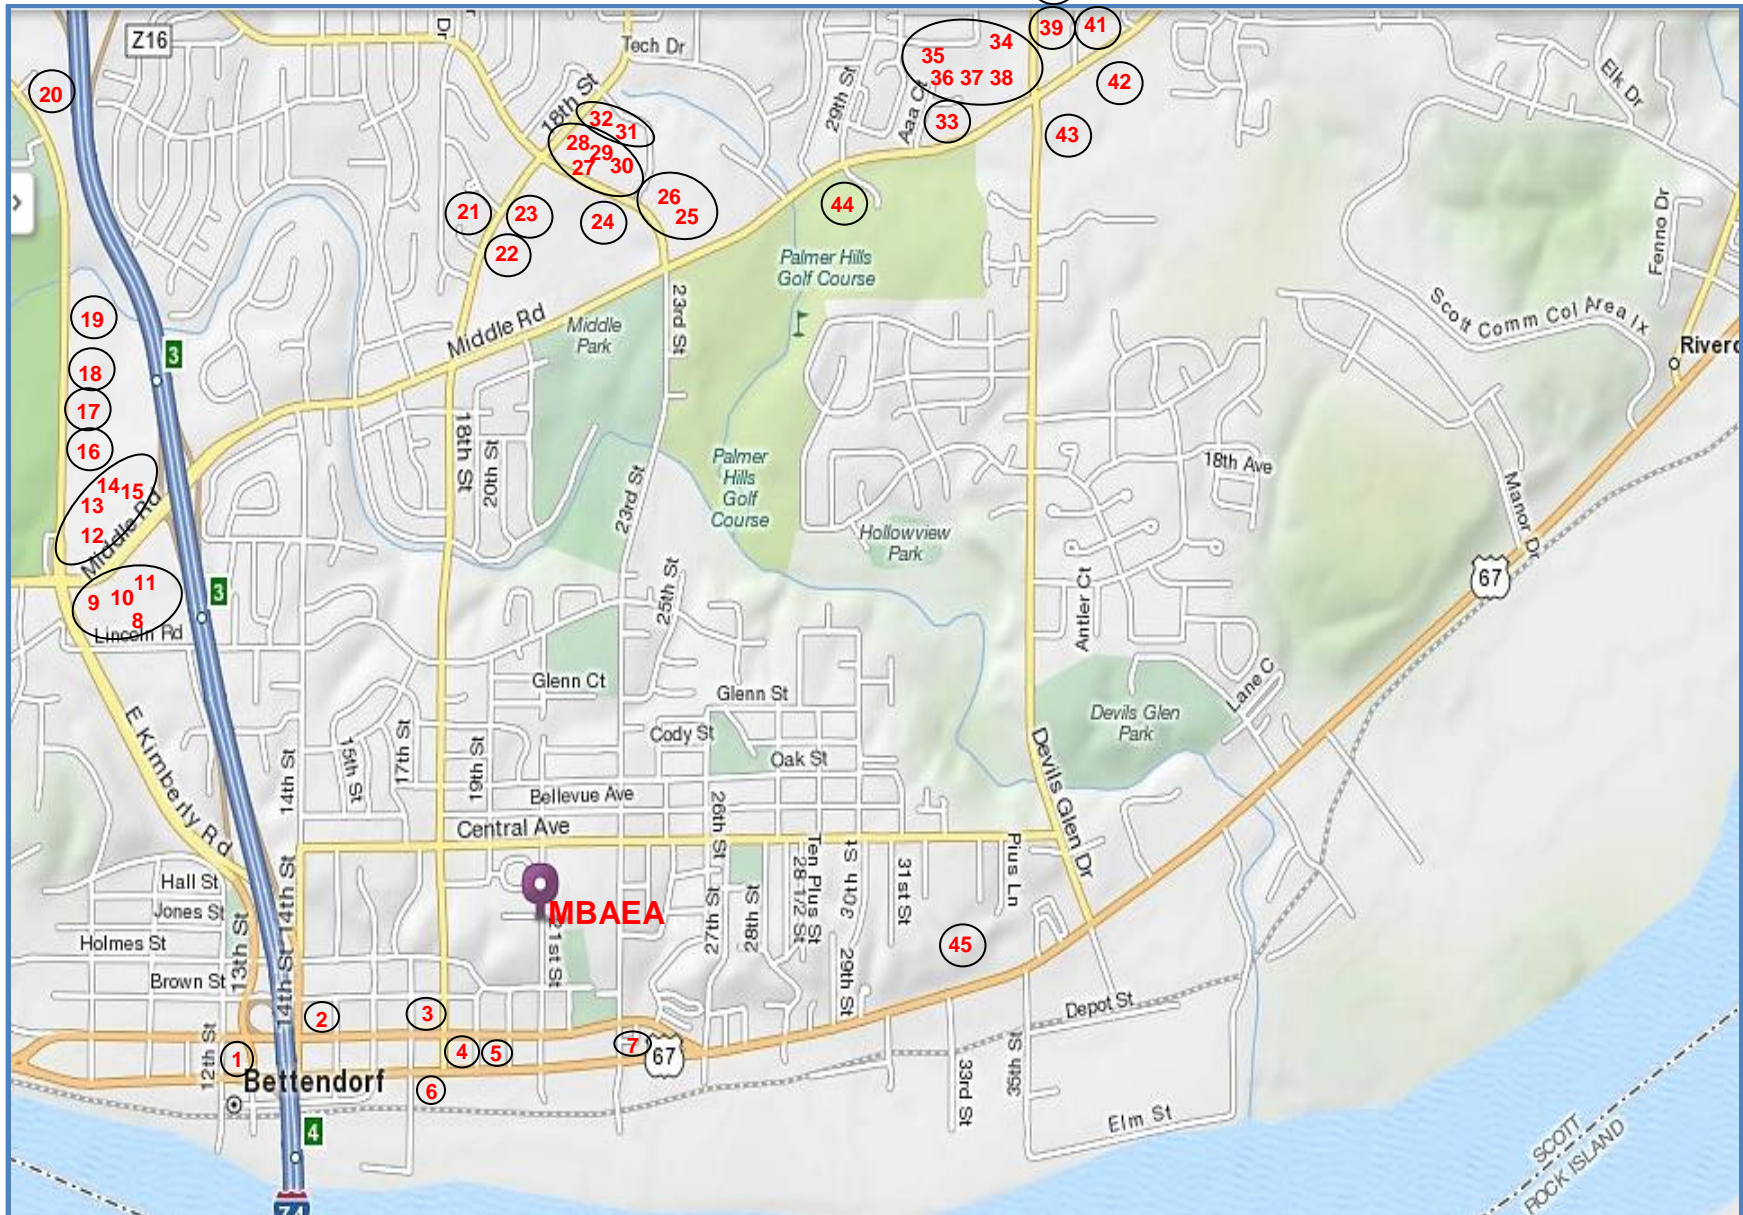 Z16
Dr
Tech Dr
18th St
29th St
Aaa Ct
Elk Dr
Fenno Dr
20
32
31
28
29
27
30
26
25
21
23
24
22
35
34
36 37 38
39
41
42
33
43
44
Palmer Hills
Golf Course
Scott Comm Col Area Ix
19
18
17
16
14
15
13
12
Middle Rd
3
Middle Rd
Middle
Park
23rd St
18th St
20th St
23rd St
Palmer
Hills
Golf
Course
Hollowview
Park
18th Ave
Manor Dr
67
11
10
9
8
Lincoln Rd
3
25th St
Antler Ct
Glenn Ct
Glenn St
Cody St
Oak St
Devils Glen
Park
Lane C
Devils Glen Dr
E Kimberly Rd
14th St
15th St
17th St
19th St
Bellevue Ave
Central Ave
26th St
Ten Plus St
28 1/2 St
30th St
31st St
Pius Ln
Hall St
Jones St
Holmes St
Brown St
13th St
14th St
14th St
MBAEA
21st St
27th St
28th St
29th St
45
Depot St
12th St
1
2
3
4
5
6
7
67
Bettendorf
33rd St
35th St
Elm St
4
74
SCOTT
ROCK ISLAND